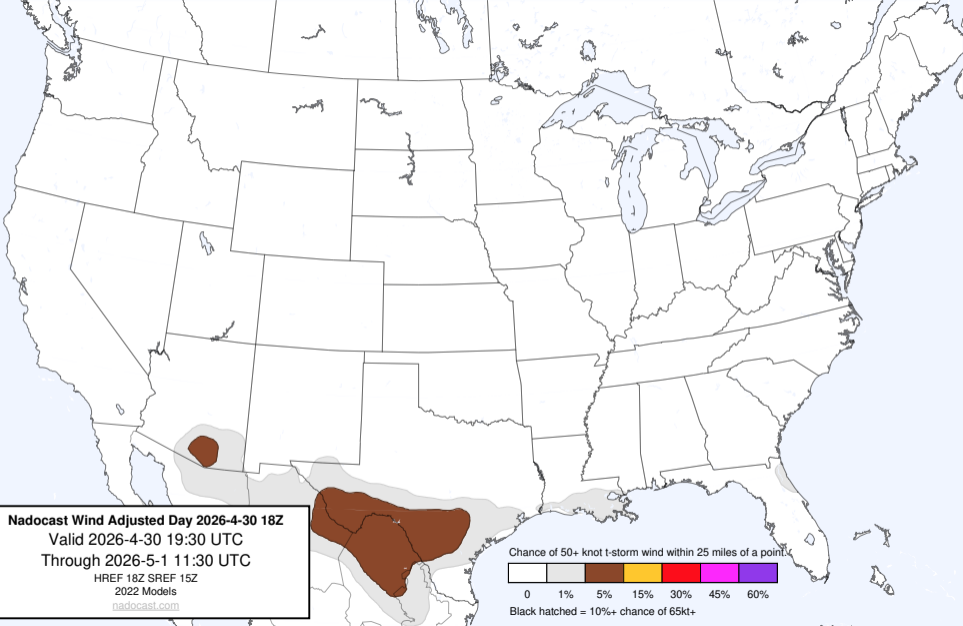 Nadocast Wind Adjusted Day 2026-4-30 18Z
Valid 2026-4-30 19:30 UTC
Through 2026-5-1 11:30 UTC
HREF 18Z SREF 15Z
2022 Models
nadocast.com
Chance of 50+ knot t-storm wind within 25 miles of a point.
0 1% 5% 15% 30% 45% 60%
Black hatched = 10%+ chance of 65kt+